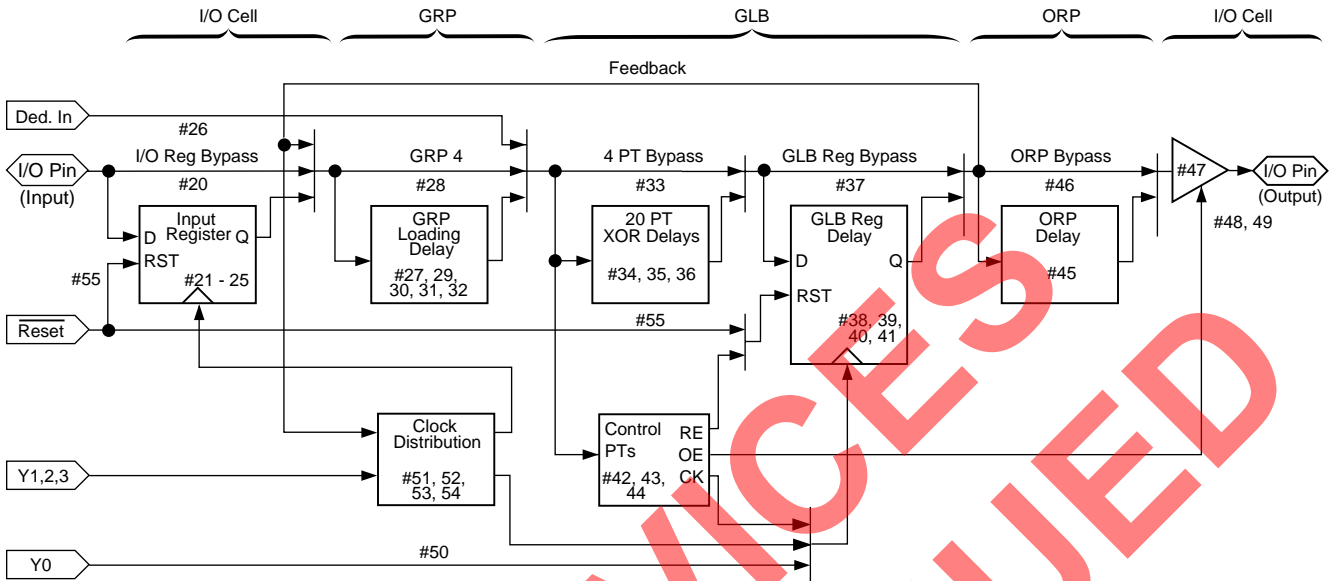 I/O Cell GRP GLB ORP I/O Cell
Feedback
Ded. In
#26
I/O Pin
(Input)
I/O Reg Bypass
#20
GRP 4
#28
4 PT Bypass
#33
GLB Reg Bypass
#37
ORP Bypass
#46
#47
I/O Pin
(Output)
#48, 49
Input
Register
D Q
RST
#21 - 25
#55
GRP
Loading
Delay
#27, 29,
30, 31, 32
20 PT
XOR Delays
#34, 35, 36
GLB Reg
Delay
D Q
RST
#38, 39,
40, 41
ORP
Delay
#45
Reset
#55
Clock
Distribution
#51, 52,
53, 54
Control
PTs
RE
OE
CK
#42, 43,
44
Y1,2,3
Y0
#50
VICES
UED